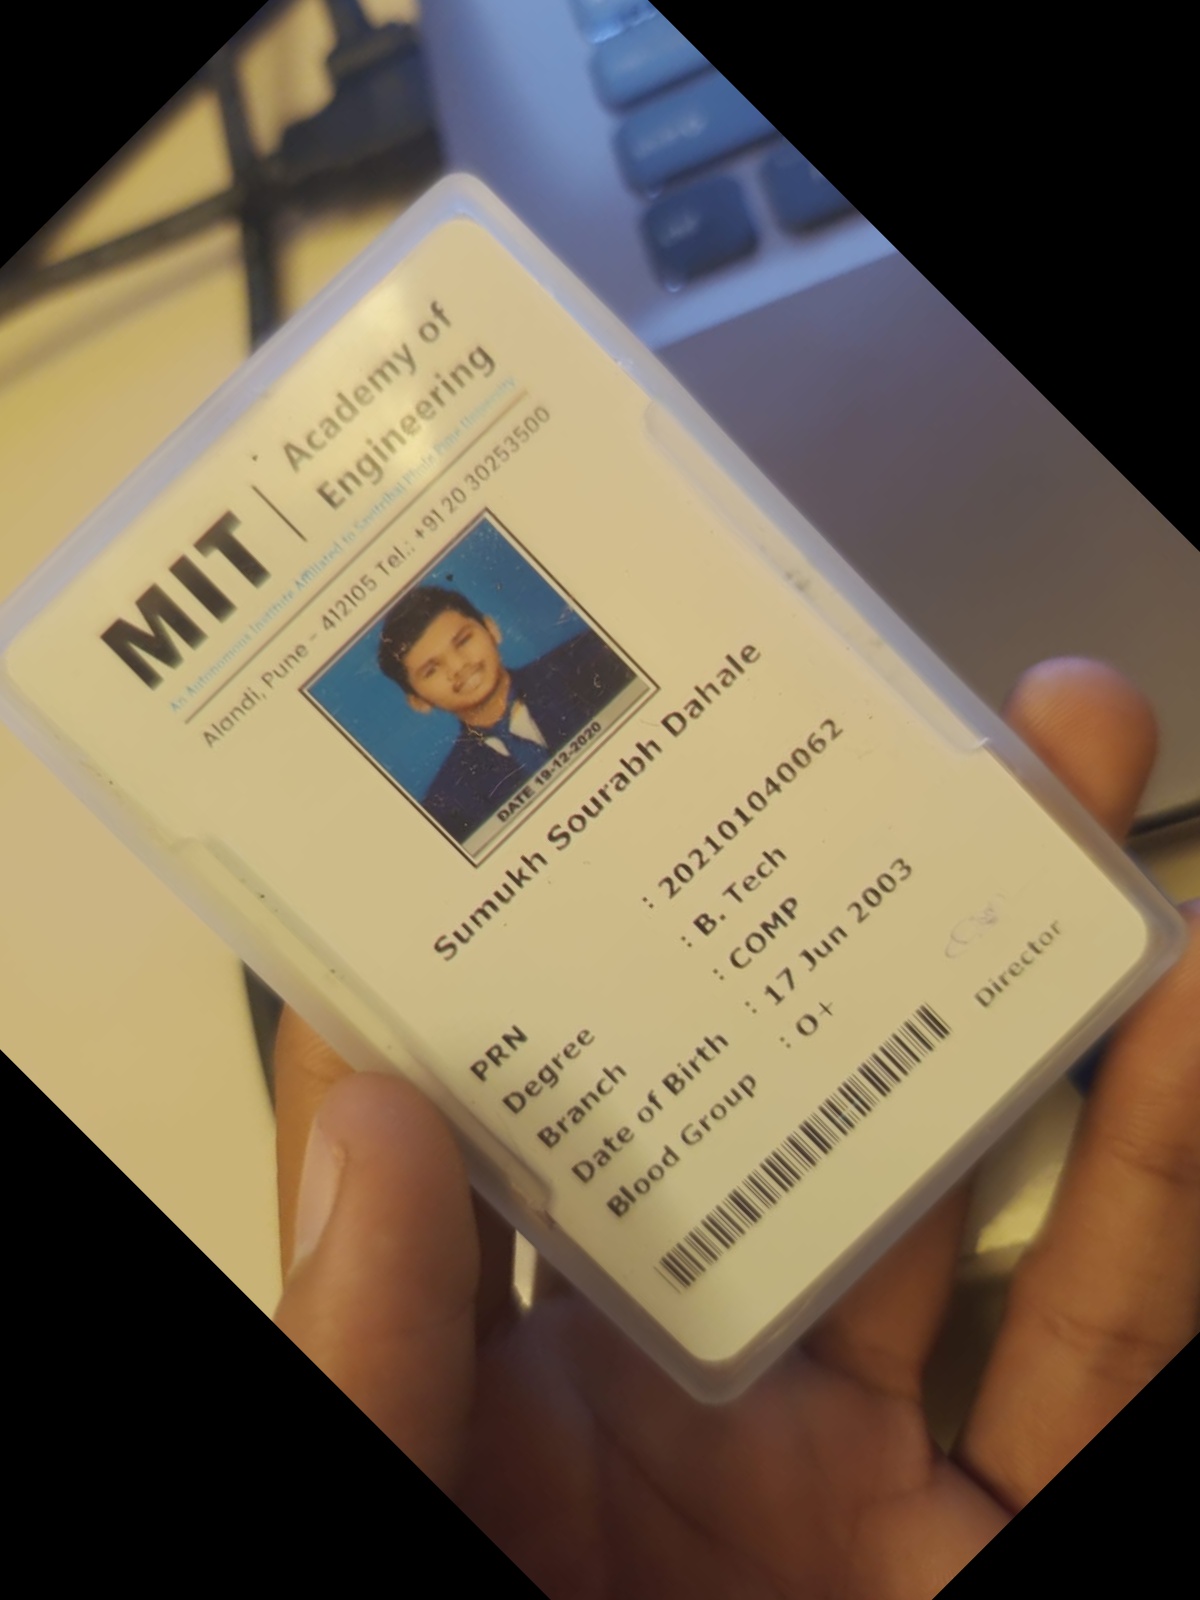 MIT
Academy of
Engineering
An Autonomous Institute Affiliated to Savitribai Phule Pune University
Alandi, Pune - 412105 Tel.: +91 20 30253500
DATE 19-12-2020
Sumukh Sourabh Dahale
PRN : 202101040062
Degree : B. Tech
Branch : COMP
Date of Birth : 17 Jun 2003
Blood Group : O+
Director